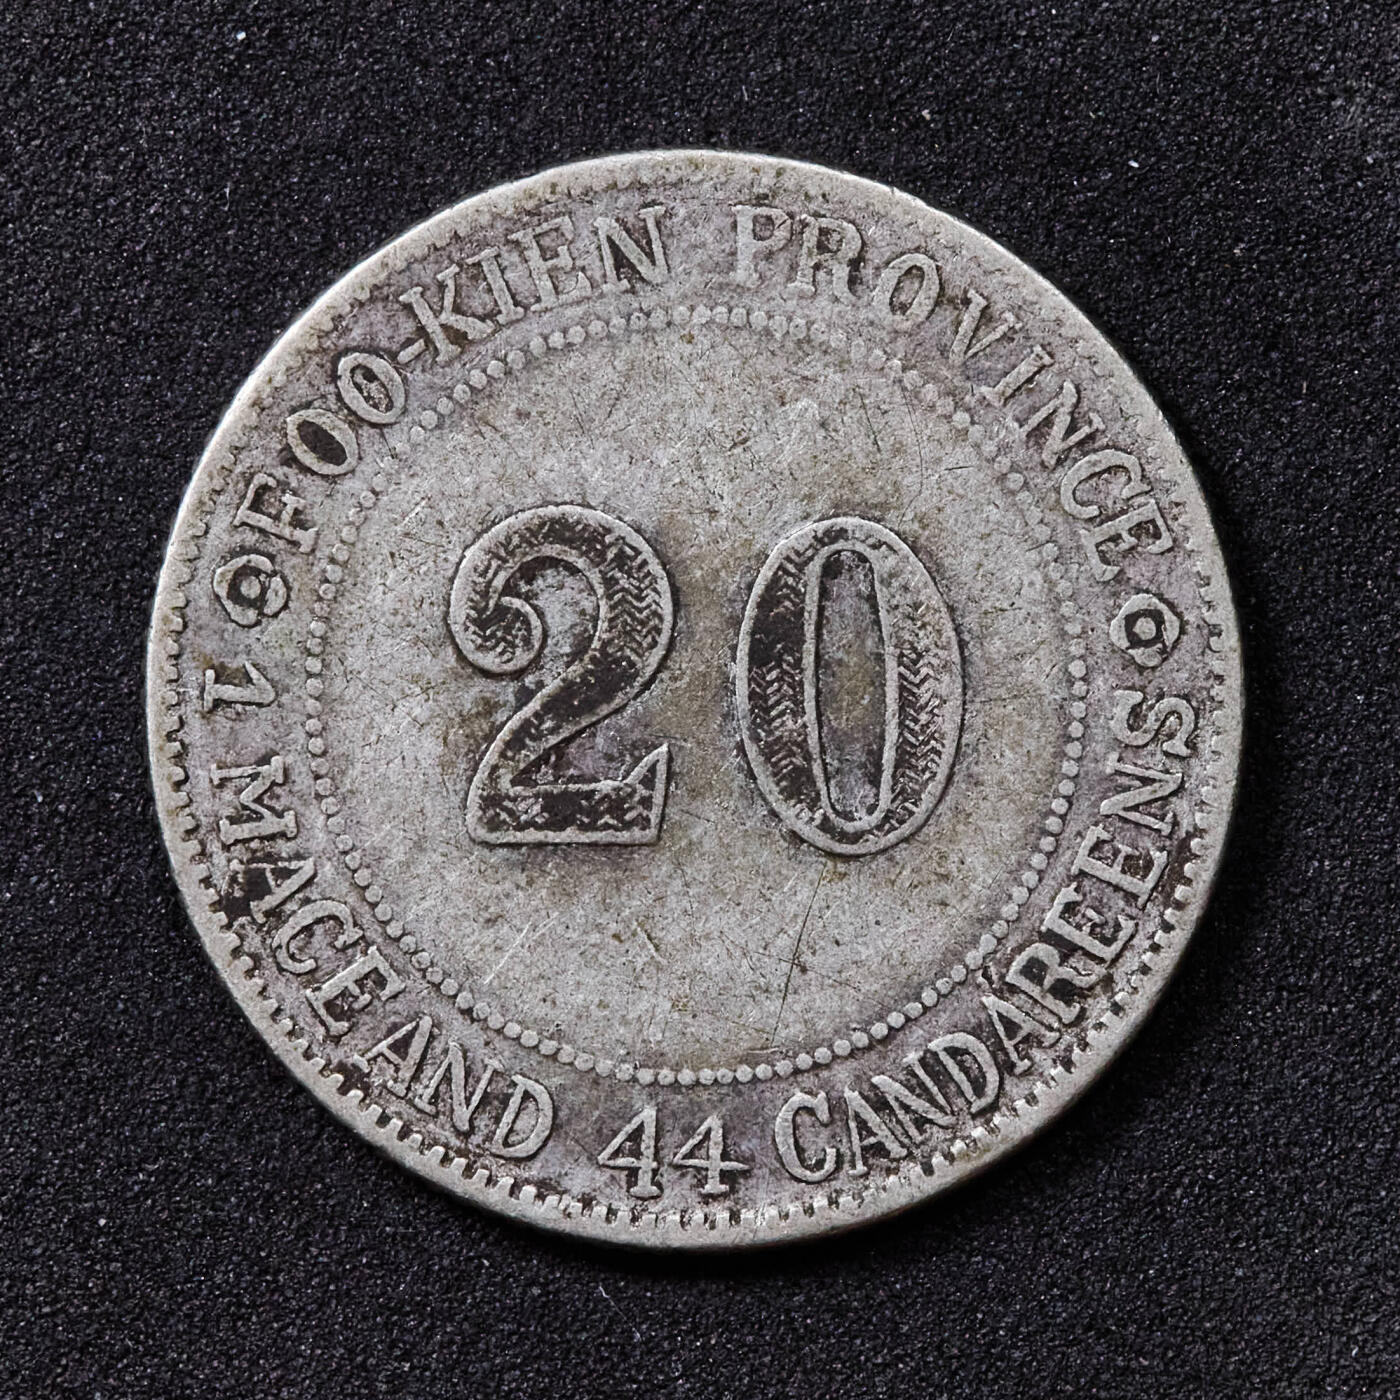 FOO-KIEN PROVINCE
20
1 MACE AND 44 CANDAREENS